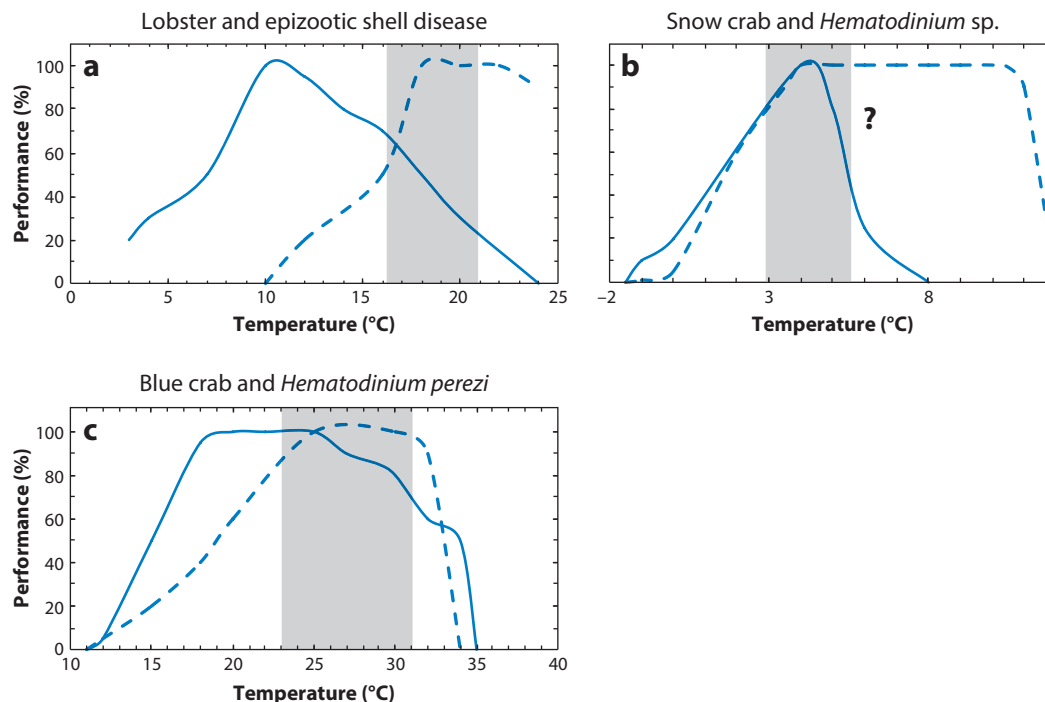 Lobster and epizootic shell disease
a
Performance (%)
100
80
60
40
20
0
0 5 10 15 20 25
Temperature (°C)
Snow crab and Hematodinium sp.
b
?
–2 3 8
Temperature (°C)
Blue crab and Hematodinium perezi
c
Performance (%)
100
80
60
40
20
0
10 15 20 25 30 35 40
Temperature (°C)